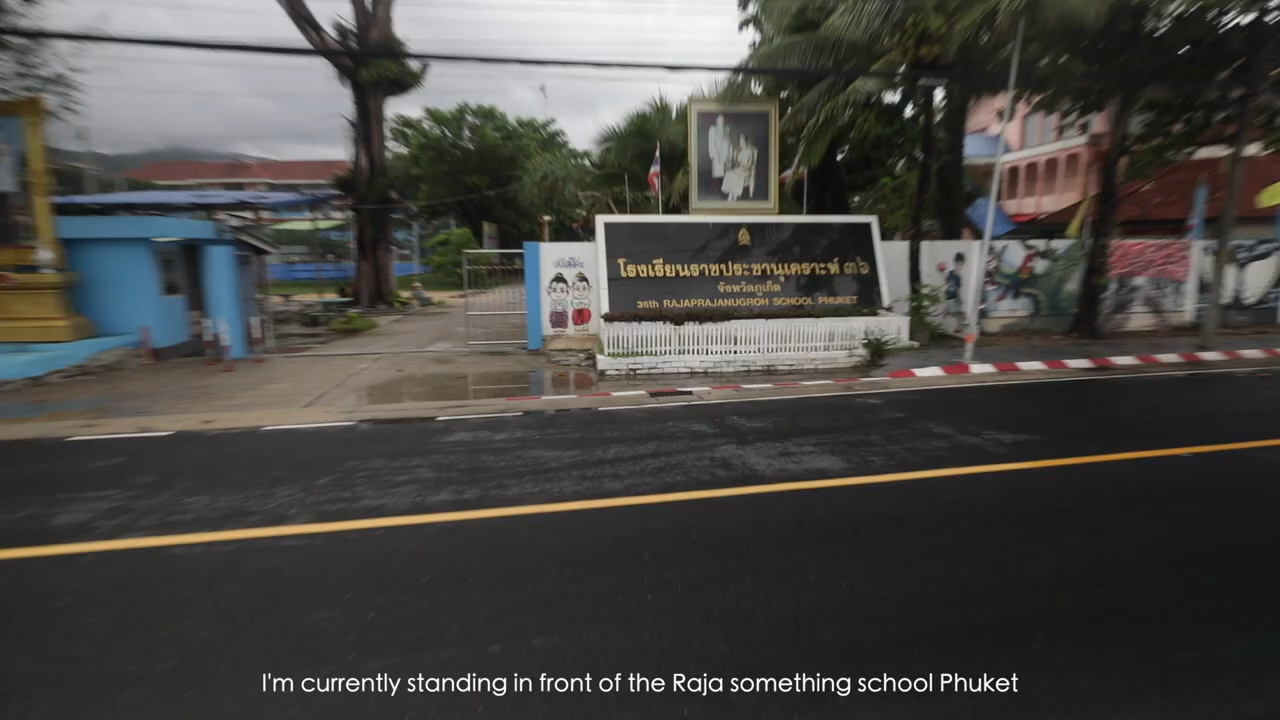 โรงเรียนราชประชานุเคราะห์ ๓๖
จังหวัดภูเก็ต
36th RAJAPRAJANUGROH SCHOOL PHUKET
I'm currently standing in front of the Raja something school Phuket